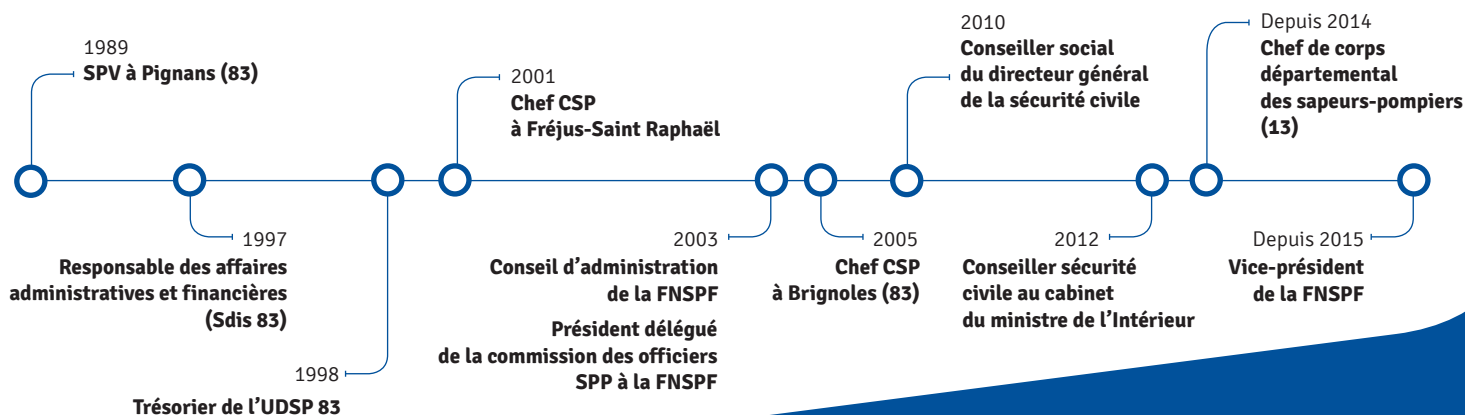 1989
SPV à Pignans (83)
1997
Responsable des affaires
administratives et financières
(Sdis 83)
1998
Trésorier de l'UDSP 83
2001
Chef CSP
à Fréjus-Saint Raphaël
2003
Conseil d'administration
de la FNSPF
Président délégué
de la commission des officiers
SPP à la FNSPF
2005
Chef CSP
à Brignoles (83)
2010
Conseiller social
du directeur général
de la sécurité civile
2012
Conseiller sécurité
civile au cabinet
du ministre de l'Intérieur
Depuis 2014
Chef de corps
départemental
des sapeurs-pompiers
(13)
Depuis 2015
Vice-président
de la FNSPF